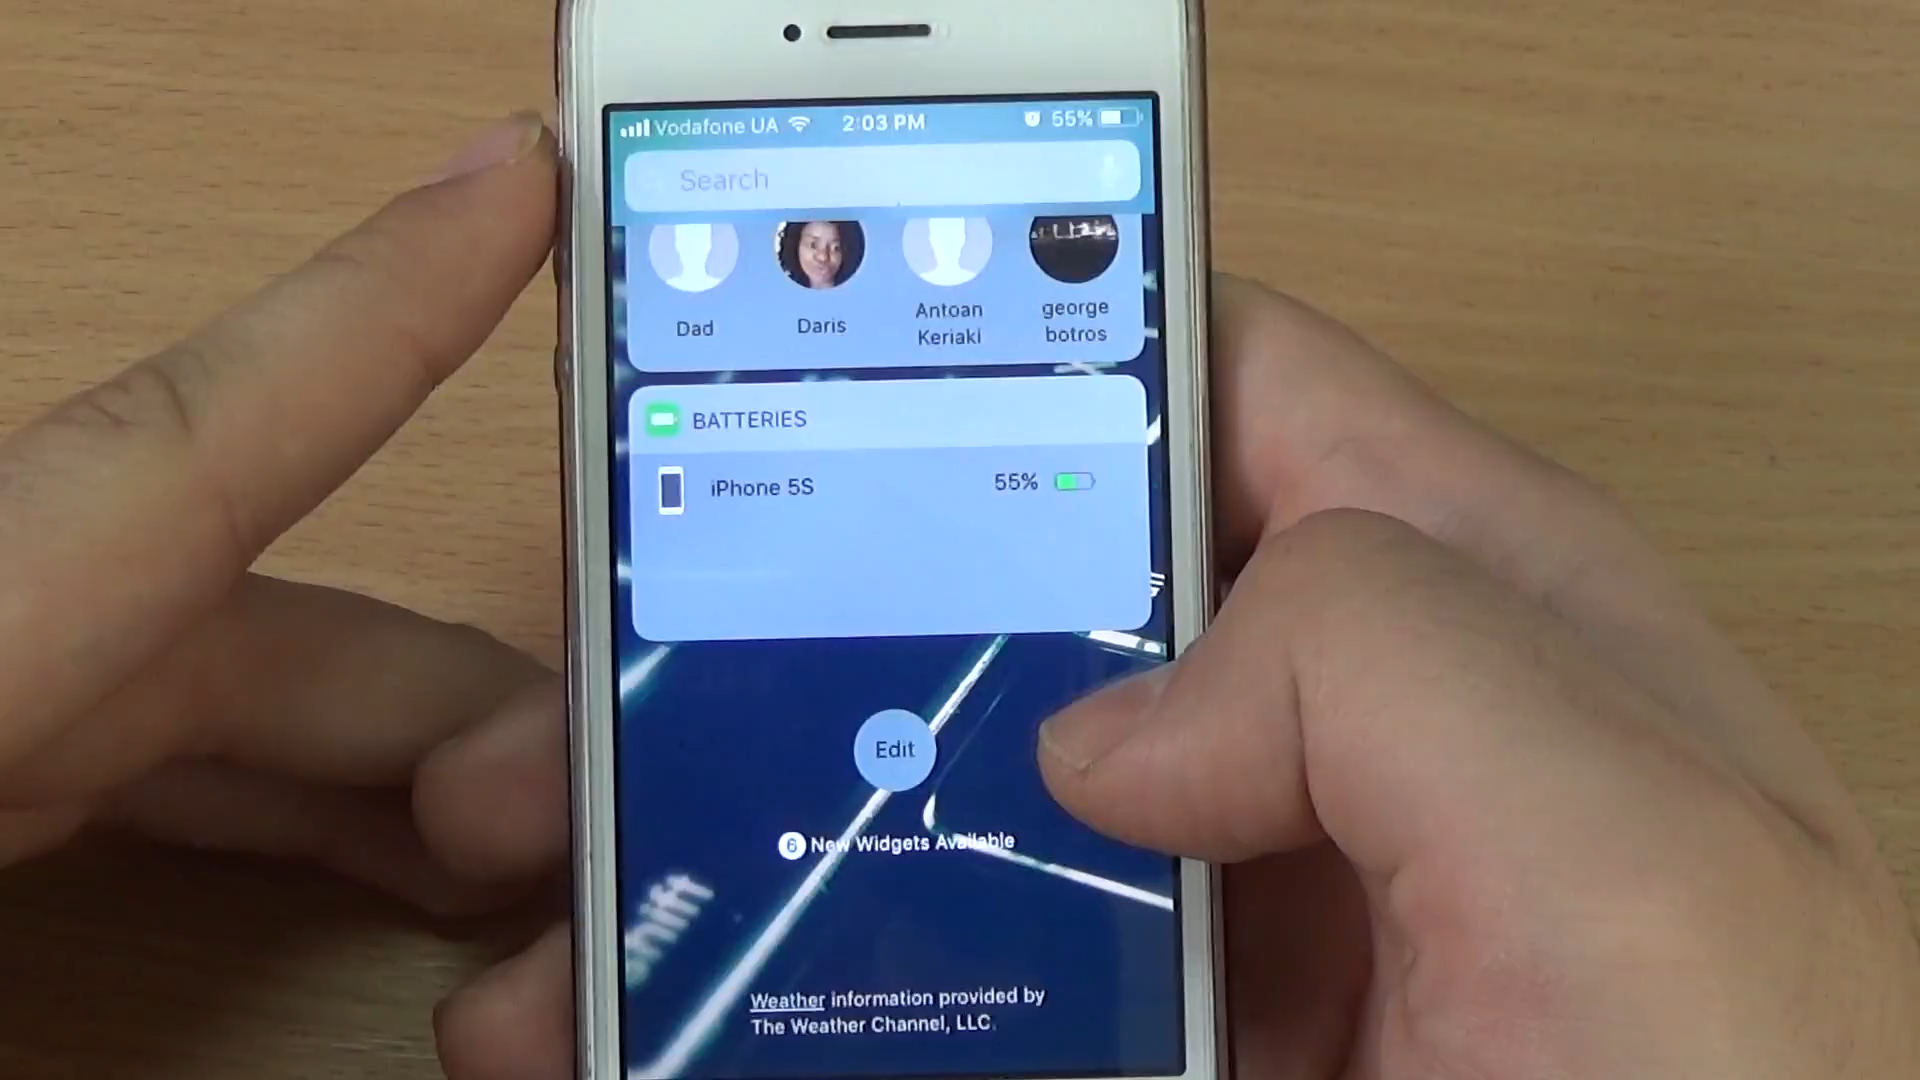 Vodafone UA 2:03 PM 55%
Search
Dad
Daris
Antoan
Keriaki
george
botros
BATTERIES
iPhone 5S 55%
Edit
6 New Widgets Available
shift
Weather information provided by
The Weather Channel, LLC.